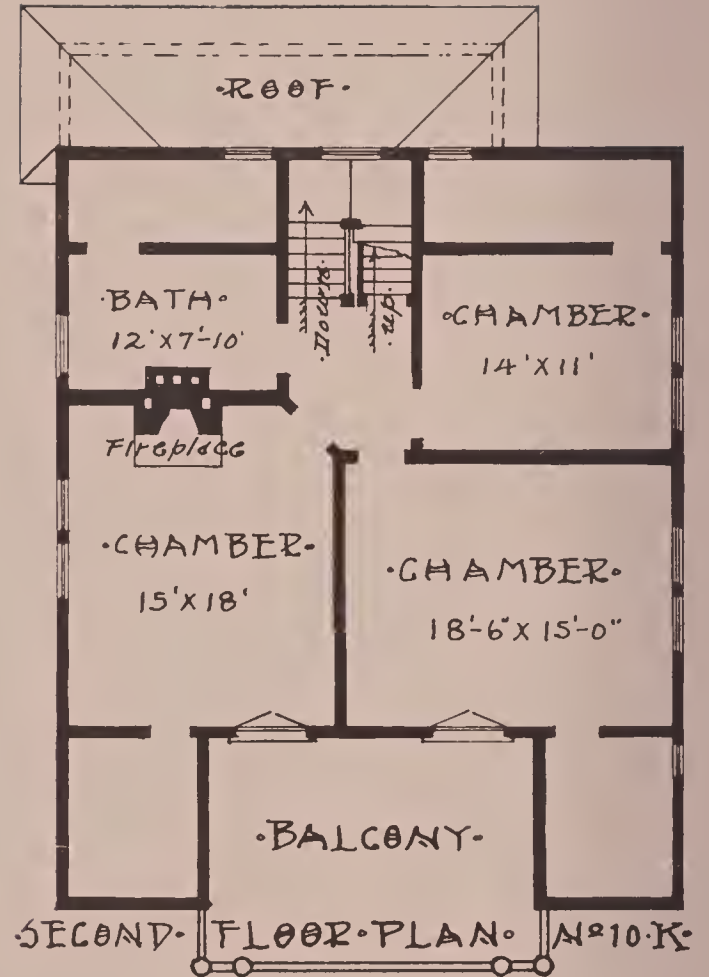 ·ROOF·
·Down·
·up·
·BATH·
12'X7'-10"
·CHAMBER·
14'X11'
Fireplace
·CHAMBER·
15'X18'
·CHAMBER·
18'-6"X15'-0"
·BALCONY·
·SECOND·FLOOR·PLAN· Nº10·K·